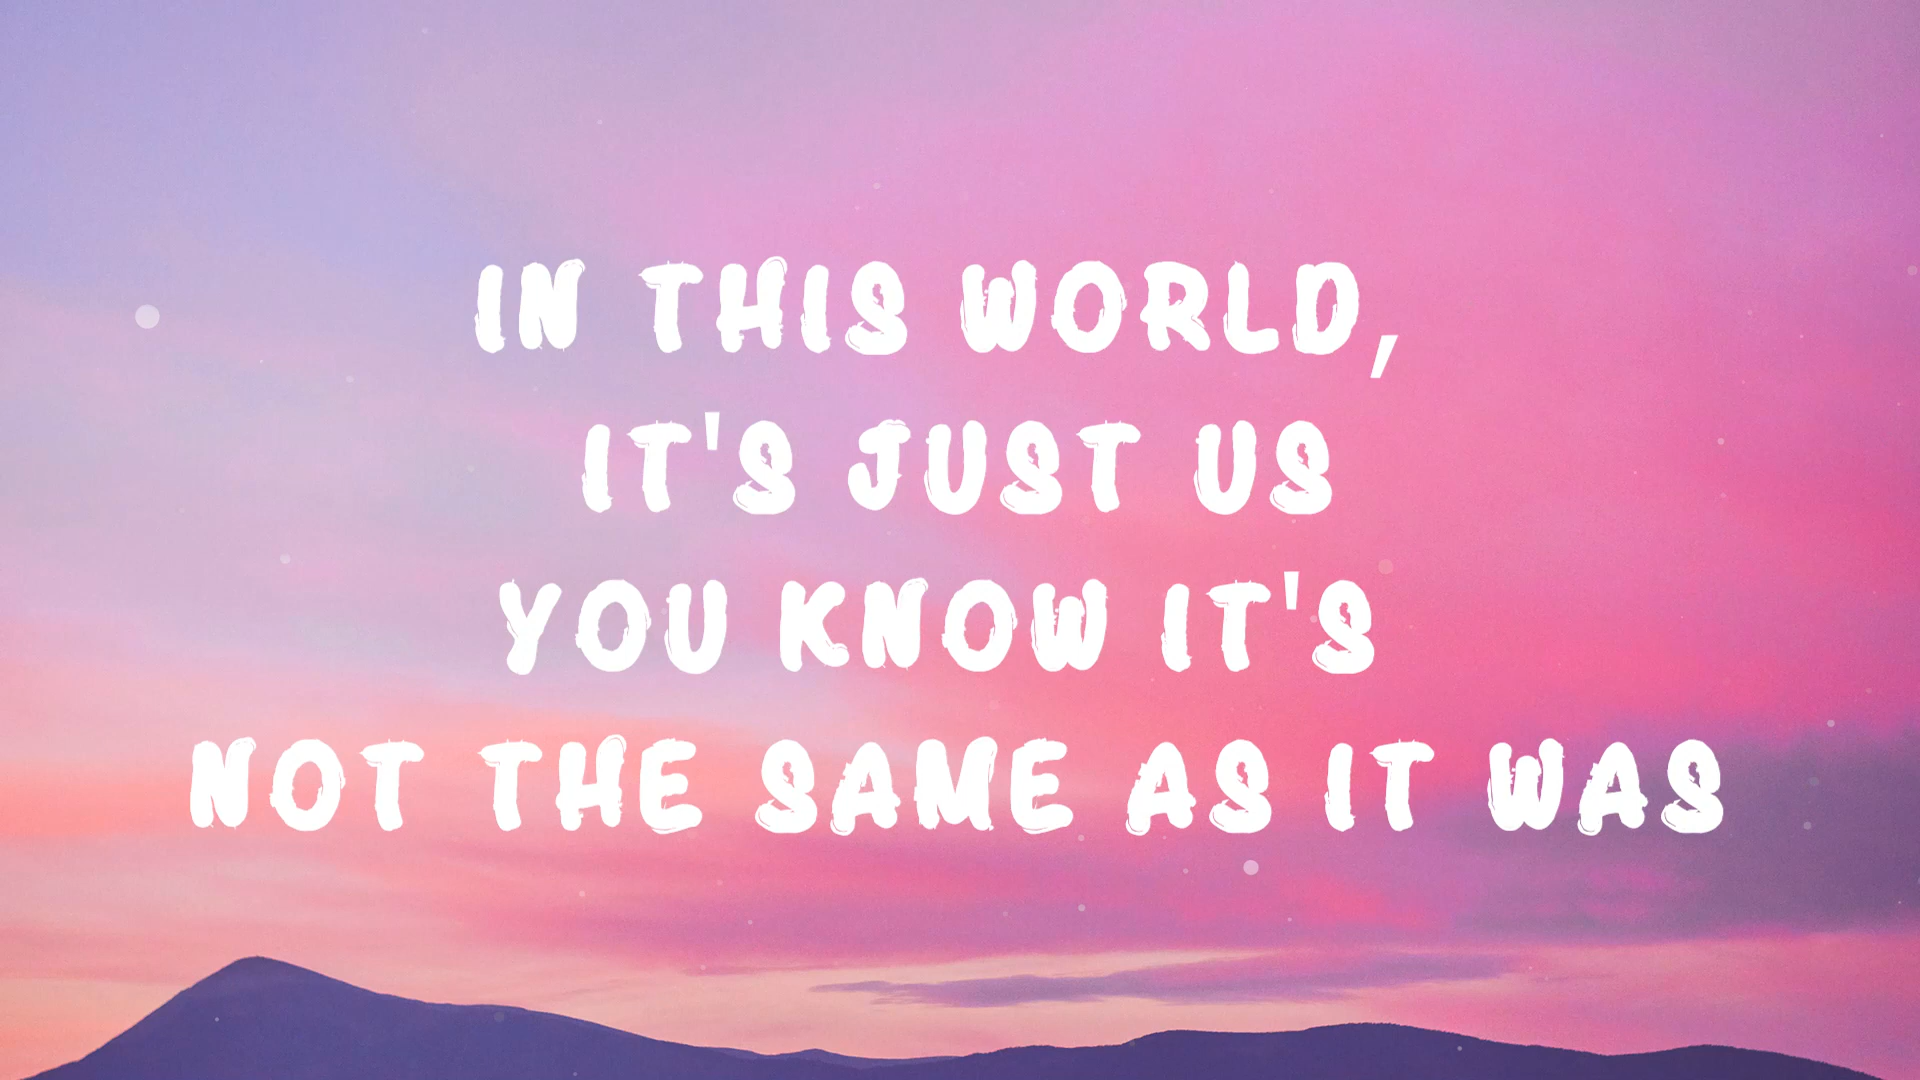 IN THIS WORLD,
IT'S JUST US
YOU KNOW IT'S
NOT THE SAME AS IT WAS